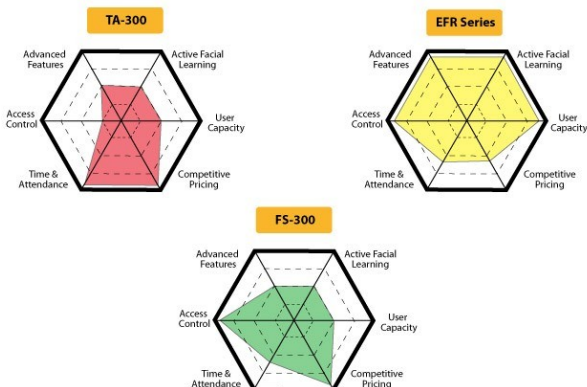 TA-300
Advanced
Features
Active Facial
Learning
Access
Control
User
Capacity
Time &
Attendance
Competitive
Pricing
EFR Series
Advanced
Features
Active Facial
Learning
Access
Control
User
Capacity
Time &
Attendance
Competitive
Pricing
FS-300
Advanced
Features
Active Facial
Learning
Access
Control
User
Capacity
Time &
Attendance
Competitive
Pricing